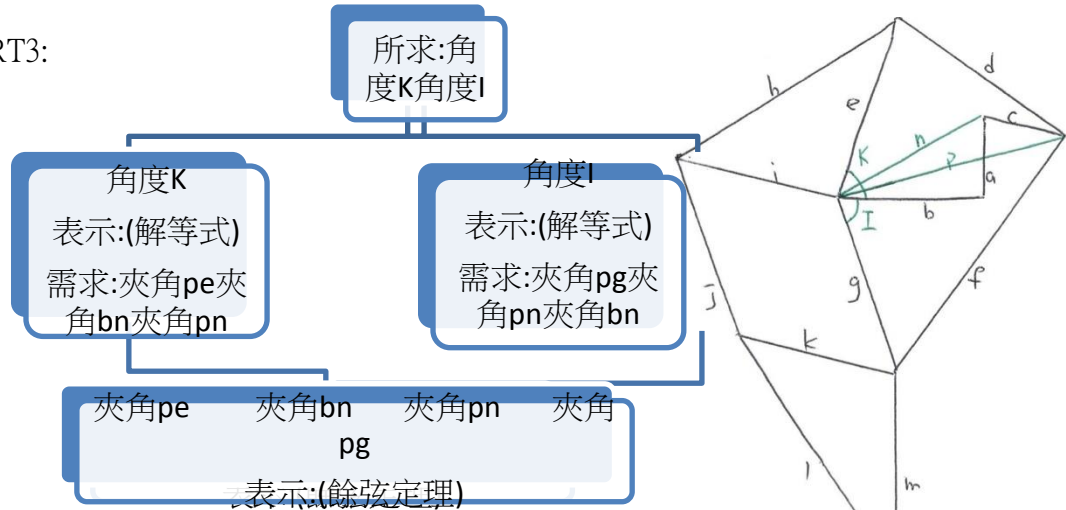 RT3:
所求:角
度K角度I
角度K
表示:(解等式)
需求:夾角pe夾
角bn夾角pn
角度I
表示:(解等式)
需求:夾角pg夾
角pn夾角bn
夾角pe 夾角bn 夾角pn 夾角
pg
表示:(餘弦定理)
h
d
e
c
n
K
P
i
a
b
I
g
f
j
k
l
m